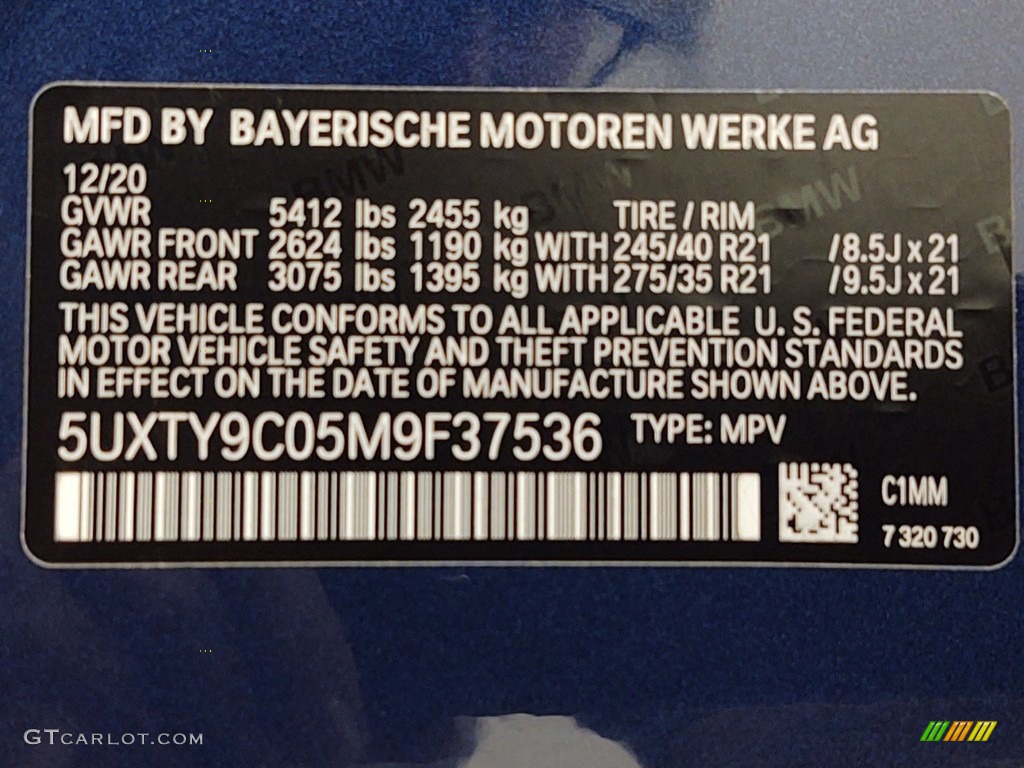 MFD BY BAYERISCHE MOTOREN WERKE AG
12/20
GVWR 5412 lbs 2455 kg TIRE / RIM
GAWR FRONT 2624 lbs 1190 kg WITH 245/40 R21 /8.5J x 21
GAWR REAR 3075 lbs 1395 kg WITH 275/35 R21 /9.5J x 21
THIS VEHICLE CONFORMS TO ALL APPLICABLE U. S. FEDERAL
MOTOR VEHICLE SAFETY AND THEFT PREVENTION STANDARDS
IN EFFECT ON THE DATE OF MANUFACTURE SHOWN ABOVE.
5UXTY9C05M9F37536 TYPE: MPV
C1MM
7 320 730
GTCARLOT.COM